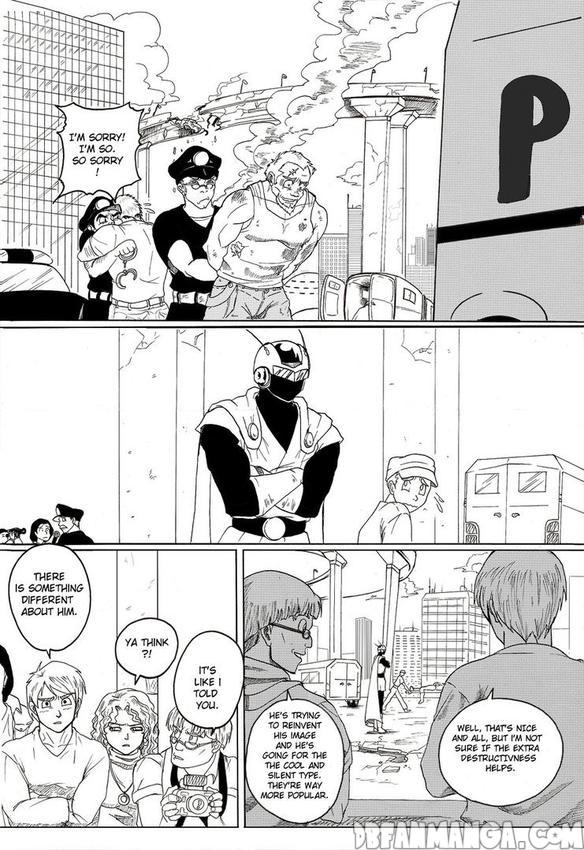 I'M SORRY!
I'M SO.
SO SORRY
!
P
THERE
IS SOMETHING
DIFFERENT
ABOUT HIM.
YA THINK
?!
IT'S
LIKE I
TOLD
YOU.
HE'S TRYING
TO REINVENT
HIS IMAGE
AND HE'S
GOING FOR THE
THE COOL AND
SILENT TYPE.
THEY'RE WAY
MORE POPULAR.
WELL, THAT'S NICE
AND ALL, BUT I'M NOT
SURE IF THE EXTRA
DESTRUCTIVNESS
HELPS.
DBFANMANGA.COM